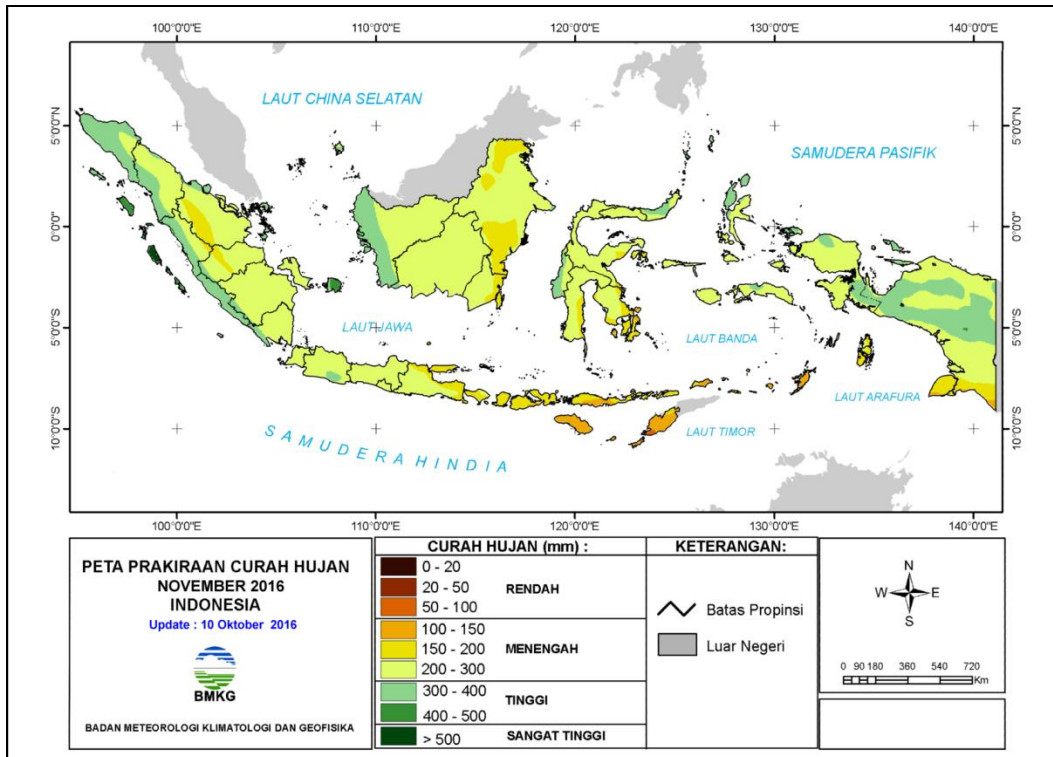 100°0'0"E 110°0'0"E 120°0'0"E 130°0'0"E 140°0'0"E
LAUT CHINA SELATAN
5°0'0"N 5°0'0"N
SAMUDERA PASIFIK
0°0'0" 0°0'0"
5°0'0"S 5°0'0"S
LAUT JAWA
LAUT BANDA
LAUT ARAFURA
10°0'0"S 10°0'0"S
LAUT TIMOR
SAMUDERA HINDIA
100°0'0"E 110°0'0"E 120°0'0"E 130°0'0"E 140°0'0"E
PETA PRAKIRAAN CURAH HUJAN
NOVEMBER 2016
INDONESIA
Update : 10 Oktober 2016
BMKG
BADAN METEOROLOGI KLIMATOLOGI DAN GEOFISIKA
CURAH HUJAN (mm) :
0 - 20
20 - 50
RENDAH
50 - 100
100 - 150
150 - 200
MENENGAH
200 - 300
300 - 400
TINGGI
400 - 500
> 500
SANGAT TINGGI
KETERANGAN:
Batas Propinsi
Luar Negeri
N
W E
S
0 90 180 360 540 720
Km